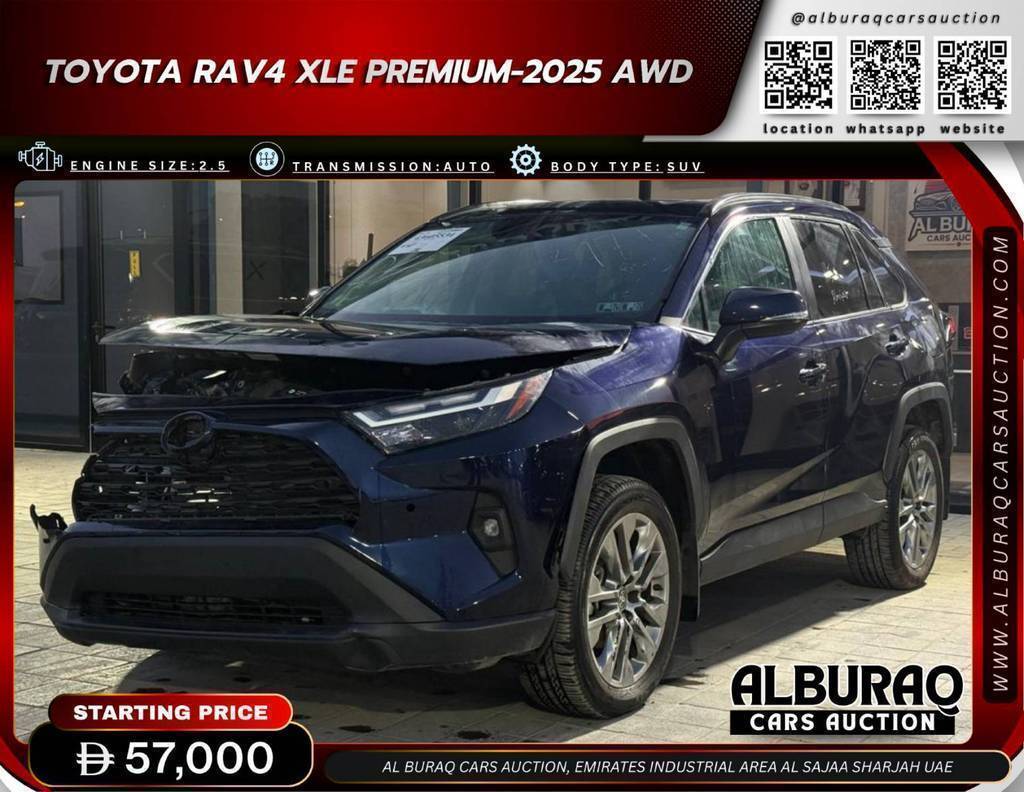 @alburaqcarsauction
TOYOTA RAV4 XLE PREMIUM-2025 AWD
location whatsapp website
ENGINE SIZE:2.5 TRANSMISSION:AUTO BODY TYPE: SUV
WWW.ALBURAQCARSAUCTION.COM
ALBURAQ
CARS AUCTION
STARTING PRICE
57,000
AL BURAQ CARS AUCTION, EMIRATES INDUSTRIAL AREA AL SAJAA SHARJAH UAE